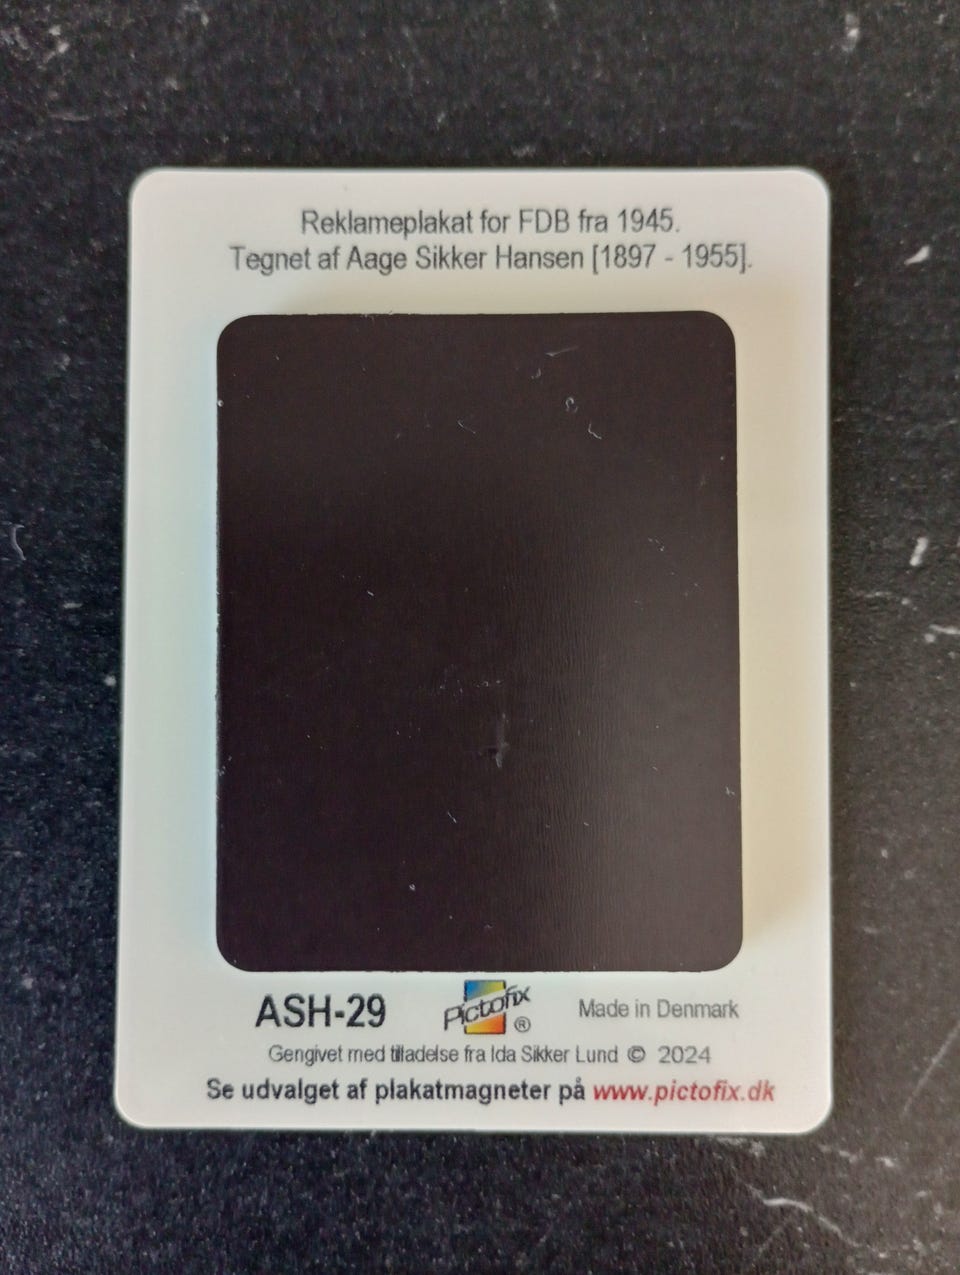 Reklameplakat for FDB fra 1945.
Tegnet af Aage Sikker Hansen [1897 - 1955].
ASH-29
Pictofix ®
Made in Denmark
Gengivet med tilladelse fra Ida Sikker Lund © 2024
Se udvalget af plakatmagneter på www.pictofix.dk